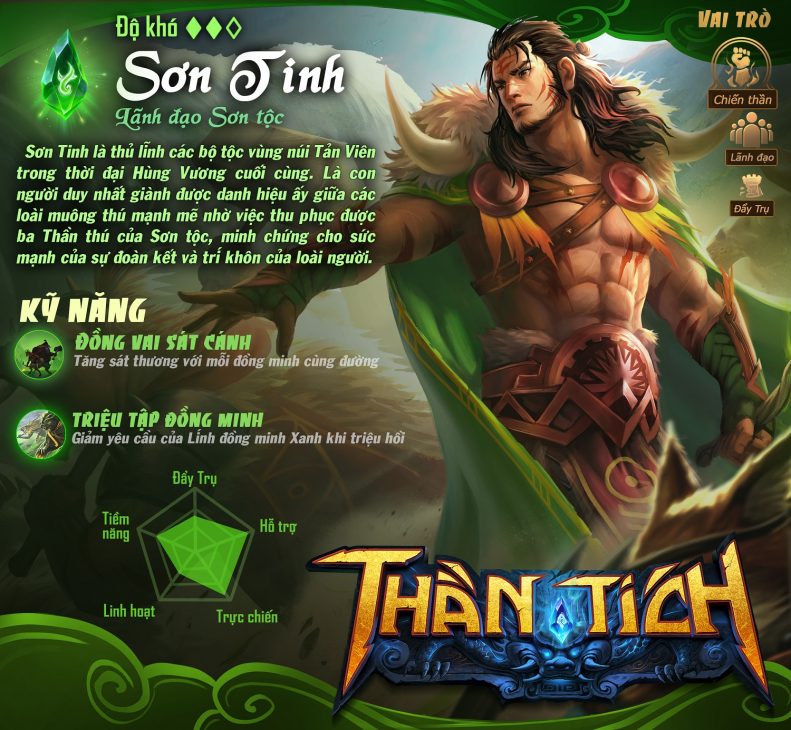 Độ khó
Sơn Tinh
Lãnh đạo Sơn tộc
Sơn Tinh là thủ lĩnh các bộ tộc vùng núi Tản Viên
trong thời đại Hùng Vương cuối cùng. Là con
người duy nhất giành được danh hiệu ấy giữa các
loài muông thú mạnh mẽ nhờ việc thu phục được
ba Thần thú của Sơn tộc, minh chứng cho sức
mạnh của sự đoàn kết và trí khôn của loài người.
VAI TRÒ
Chiến thần
Lãnh đạo
Đẩy Trụ
KỸ NĂNG
ĐỒNG VAI SÁT CÁNH
Tăng sát thương với mỗi đồng minh cùng đường
TRIỆU TẬP ĐỒNG MINH
Giảm yêu cầu của Lính đồng minh Xanh khi triệu hồi
Đẩy Trụ
Tiềm
năng
Hỗ trợ
Linh hoạt
Trực chiến
THẦN TÍCH